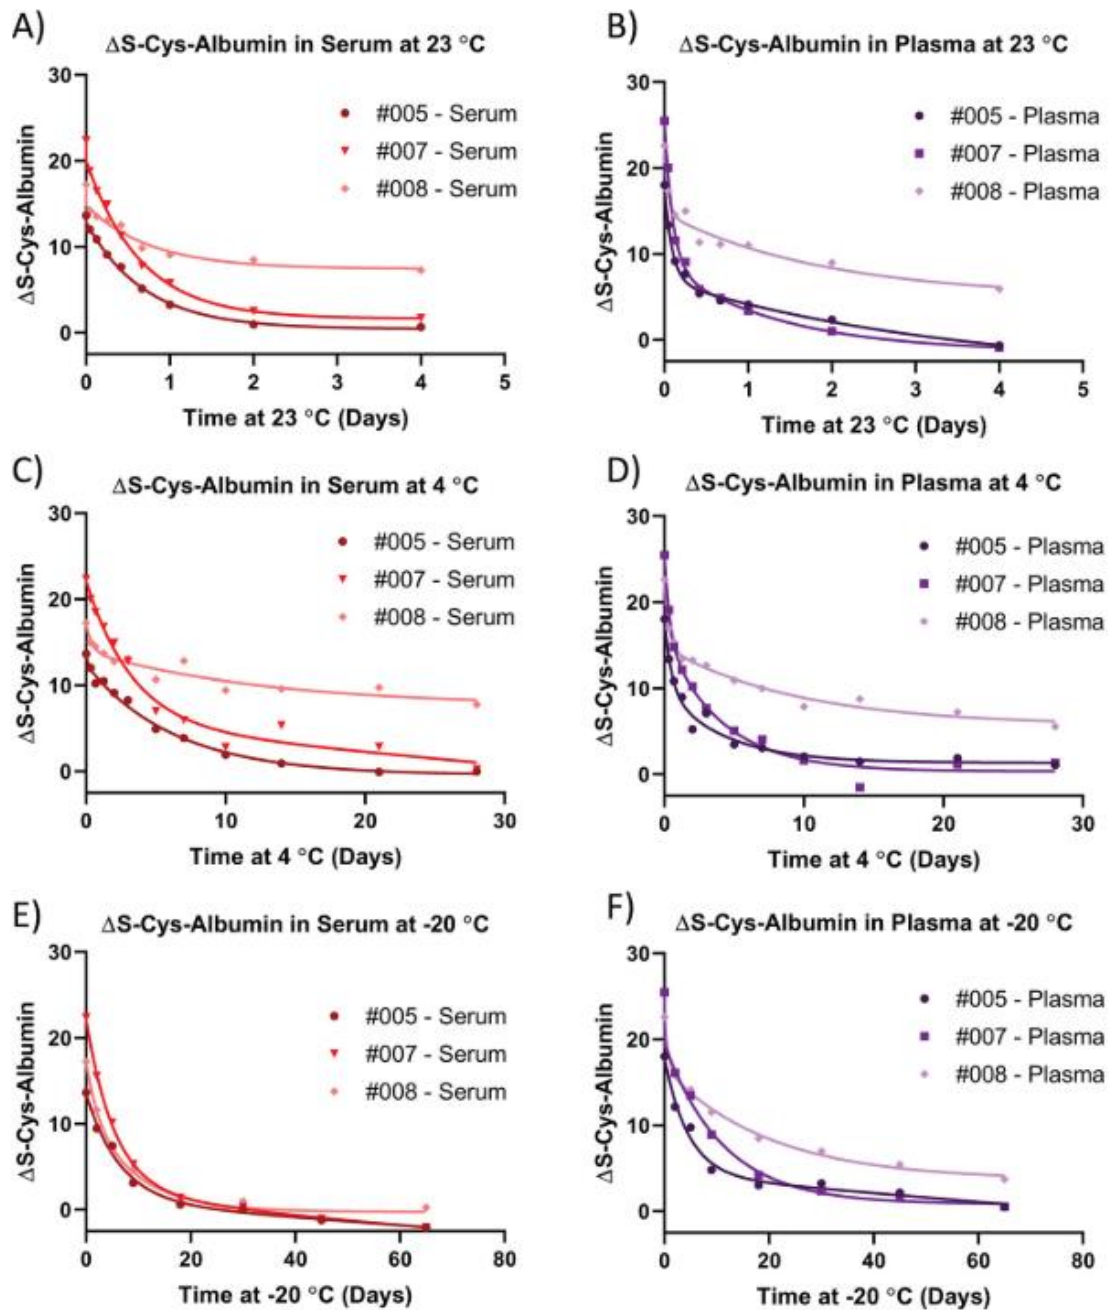 A)
ΔS-Cys-Albumin in Serum at 23 °C
ΔS-Cys-Albumin
30
20
10
0
#005 - Serum
#007 - Serum
#008 - Serum
0 1 2 3 4 5
Time at 23 °C (Days)
B)
ΔS-Cys-Albumin in Plasma at 23 °C
ΔS-Cys-Albumin
30
20
10
0
#005 - Plasma
#007 - Plasma
#008 - Plasma
0 1 2 3 4 5
Time at 23 °C (Days)
C)
ΔS-Cys-Albumin in Serum at 4 °C
ΔS-Cys-Albumin
30
20
10
0
#005 - Serum
#007 - Serum
#008 - Serum
0 10 20 30
Time at 4 °C (Days)
D)
ΔS-Cys-Albumin in Plasma at 4 °C
ΔS-Cys-Albumin
30
20
10
0
#005 - Plasma
#007 - Plasma
#008 - Plasma
0 10 20 30
Time at 4 °C (Days)
E)
ΔS-Cys-Albumin in Serum at -20 °C
ΔS-Cys-Albumin
30
20
10
0
#005 - Serum
#007 - Serum
#008 - Serum
0 20 40 60 80
Time at -20 °C (Days)
F)
ΔS-Cys-Albumin in Plasma at -20 °C
ΔS-Cys-Albumin
30
20
10
0
#005 - Plasma
#007 - Plasma
#008 - Plasma
0 20 40 60 80
Time at -20 °C (Days)